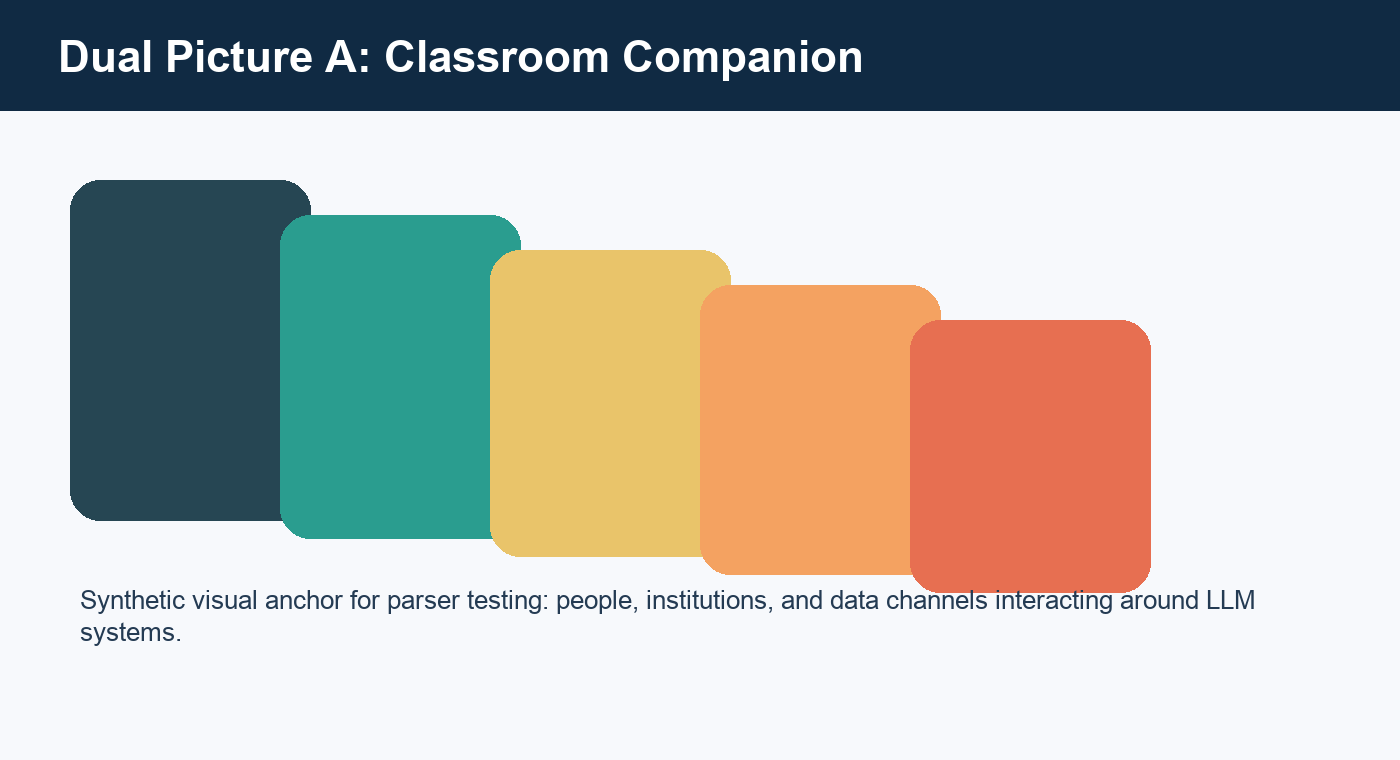 Dual Picture A: Classroom Companion
Synthetic visual anchor for parser testing: people, institutions, and data channels interacting around LLM
systems.